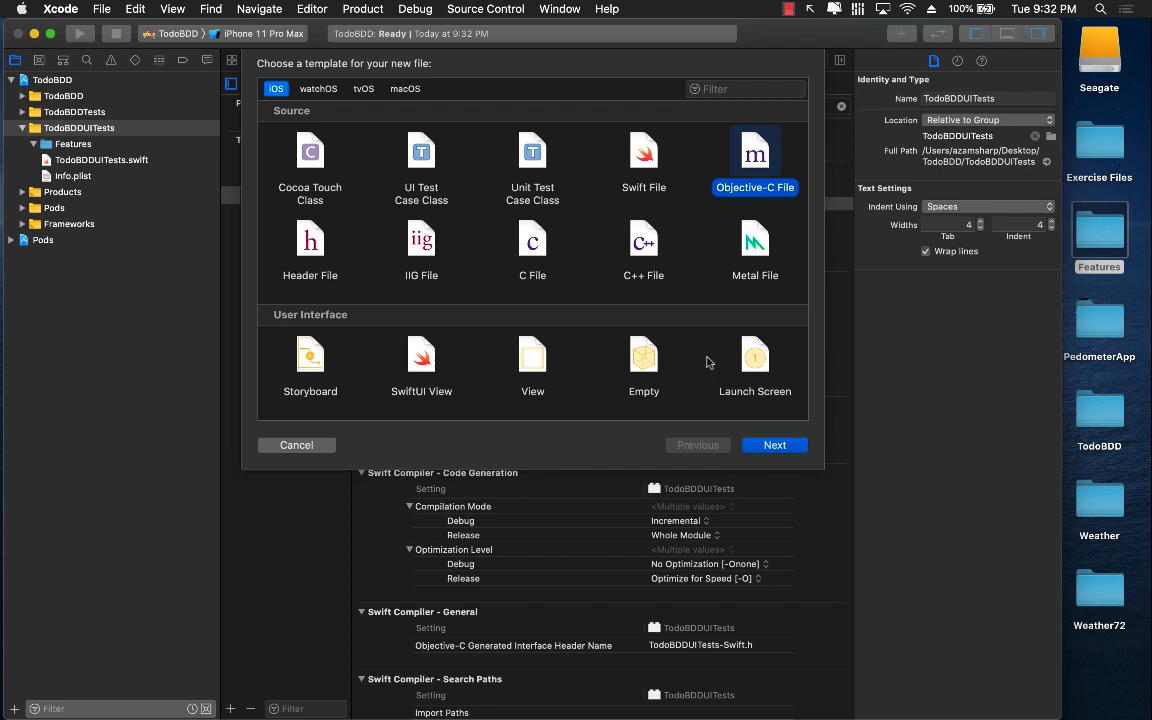 Xcode File Edit View Find Navigate Editor Product Debug Source Control Window Help 100% Tue 9:32 PM
TodoBDD iPhone 11 Pro Max TodoBDD: Ready | Today at 9:32 PM
TodoBDD
TodoBDD
TodoBDDTests
TodoBDDUITests
Features
TodoBDDUITests.swift
Info.plist
Products
Pods
Frameworks
Pods
Filter
Choose a template for your new file:
iOS watchOS tvOS macOS Filter
Source
C T T m
Cocoa Touch Class
UI Test Case Class
Unit Test Case Class
Swift File
Objective-C File
h iig C C++
Header File IIG File C File C++ File Metal File
User Interface
1
Storyboard SwiftUI View View Empty Launch Screen
Cancel Previous Next
Swift Compiler - Code Generation
Setting TodoBDDUITests
Compilation Mode <Multiple values>
Debug Incremental
Release Whole Module
Optimization Level <Multiple values>
Debug No Optimization [-Onone]
Release Optimize for Speed [-O]
Swift Compiler - General
Setting TodoBDDUITests
Objective-C Generated Interface Header Name TodoBDDUITests-Swift.h
Swift Compiler - Search Paths
Setting TodoBDDUITests
Import Paths
Filter
Identity and Type
Name TodoBDDUITests
Location Relative to Group
TodoBDDUITests
Full Path /Users/azamsharp/Desktop/
TodoBDD/TodoBDDUITests
Text Settings
Indent Using Spaces
Widths 4 4
Tab Indent
Wrap lines
Seagate
Exercise Files
Features
PedometerApp
TodoBDD
Weather
Weather72